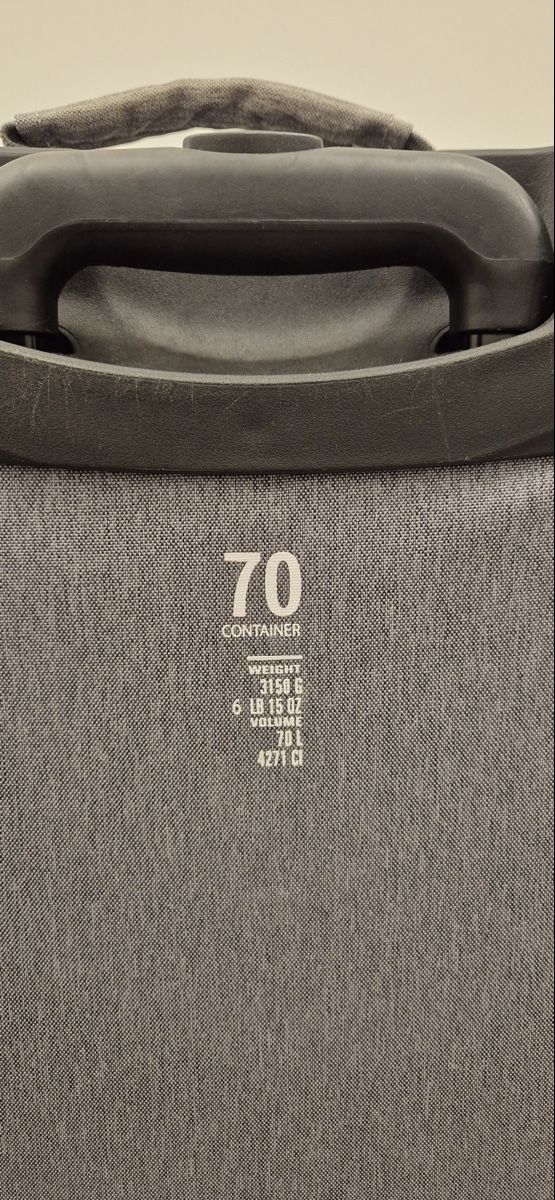 70
CONTAINER
WEIGHT
3150 G
6 LB 15 OZ
VOLUME
70 L
4271 CI